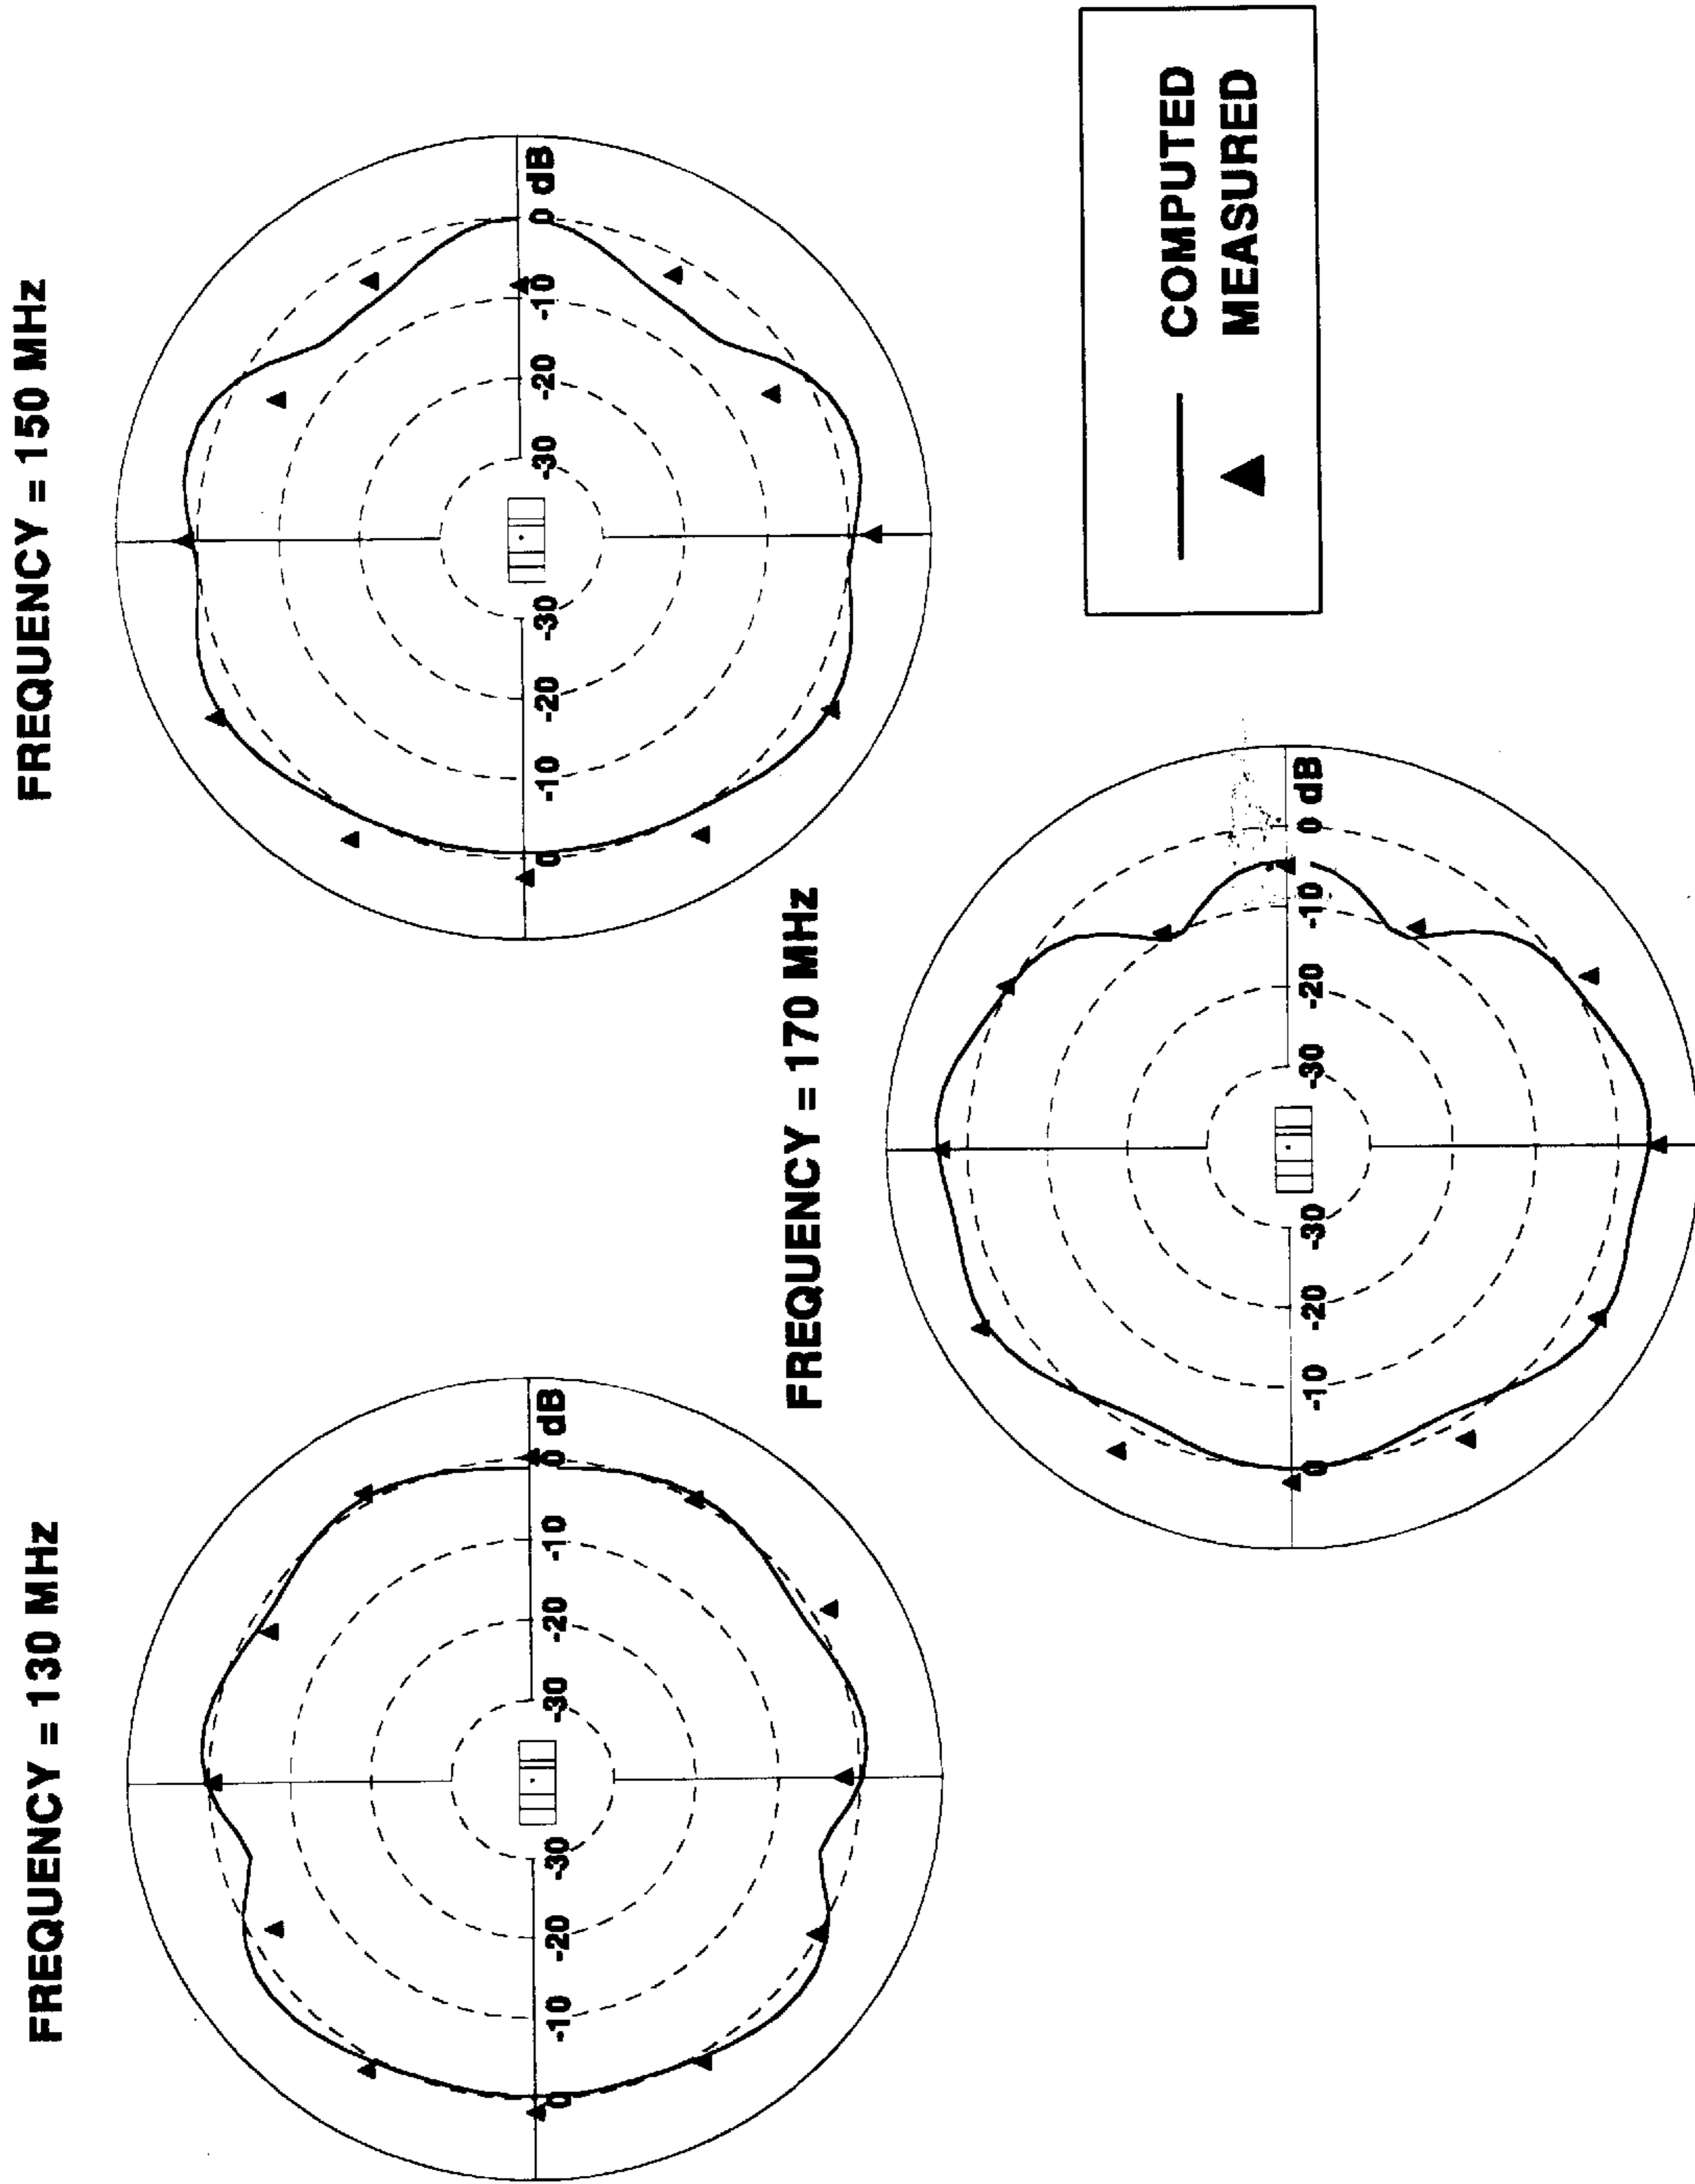 FREQUENCY = 130 MHz
-30
-20
-10
0
-30
-20
-10
0 dB
FREQUENCY = 150 MHz
-30
-20
-10
0
-30
-20
-10
0 dB
FREQUENCY = 170 MHz
-30
-20
-10
0
-30
-20
-10
0 dB
COMPUTED
MEASURED